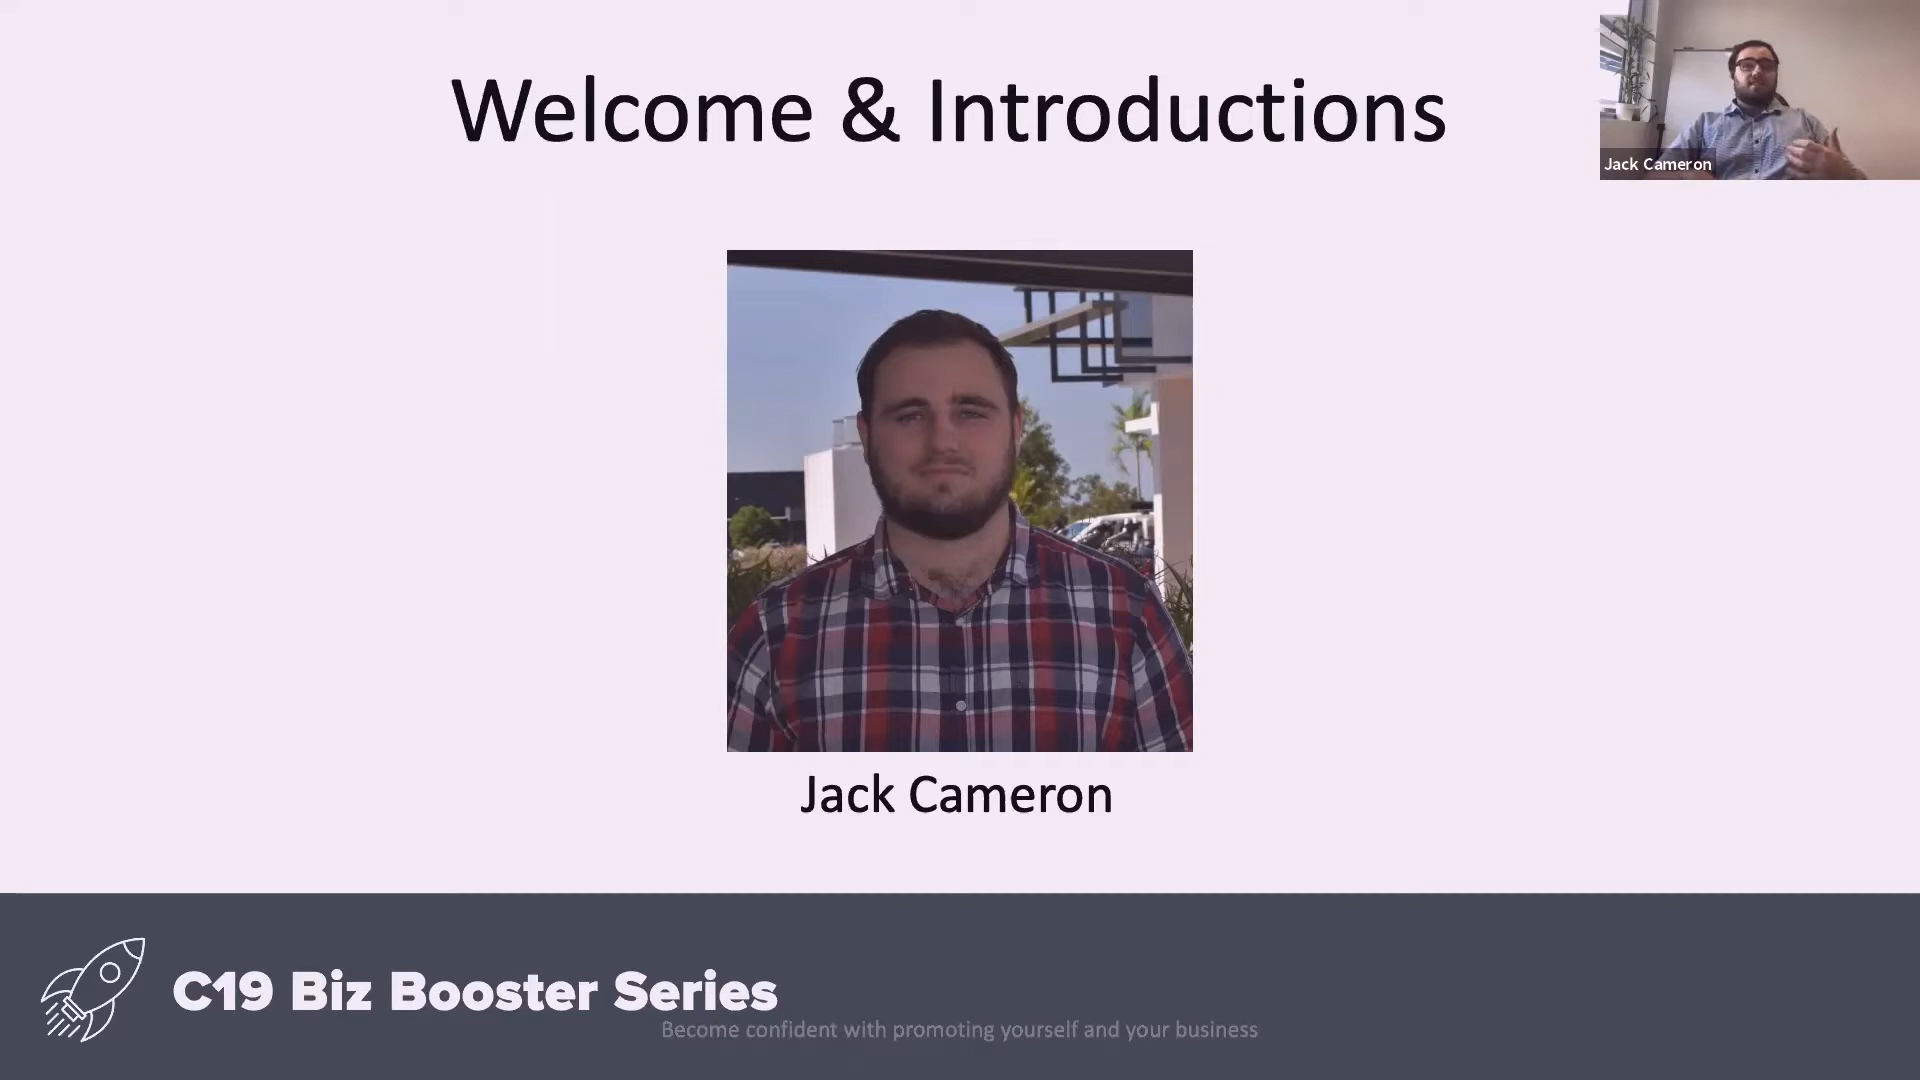 Welcome & Introductions
Jack Cameron
Jack Cameron
C19 Biz Booster Series
Become confident with promoting yourself and your business